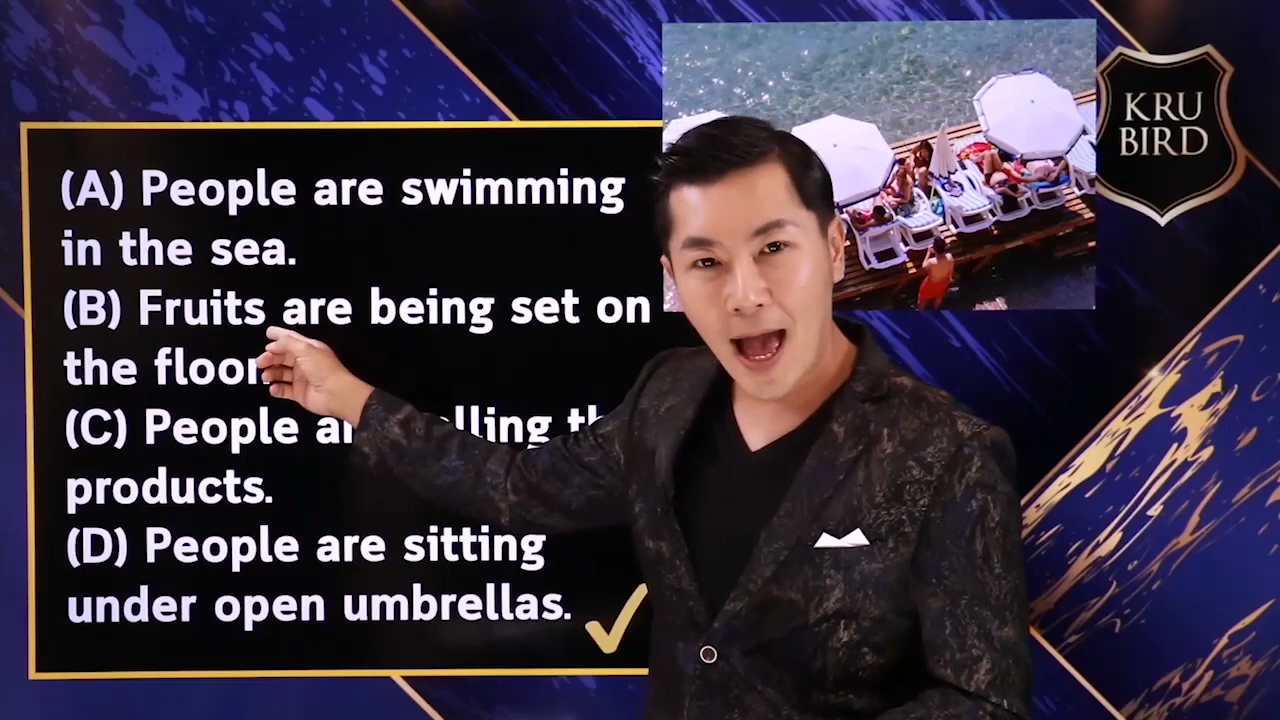 (A) People are swimming
in the sea.
(B) Fruits are being set on
the floor
(C) People
products.
(D) People are sitting
under open umbrellas.
KRU
BIRD